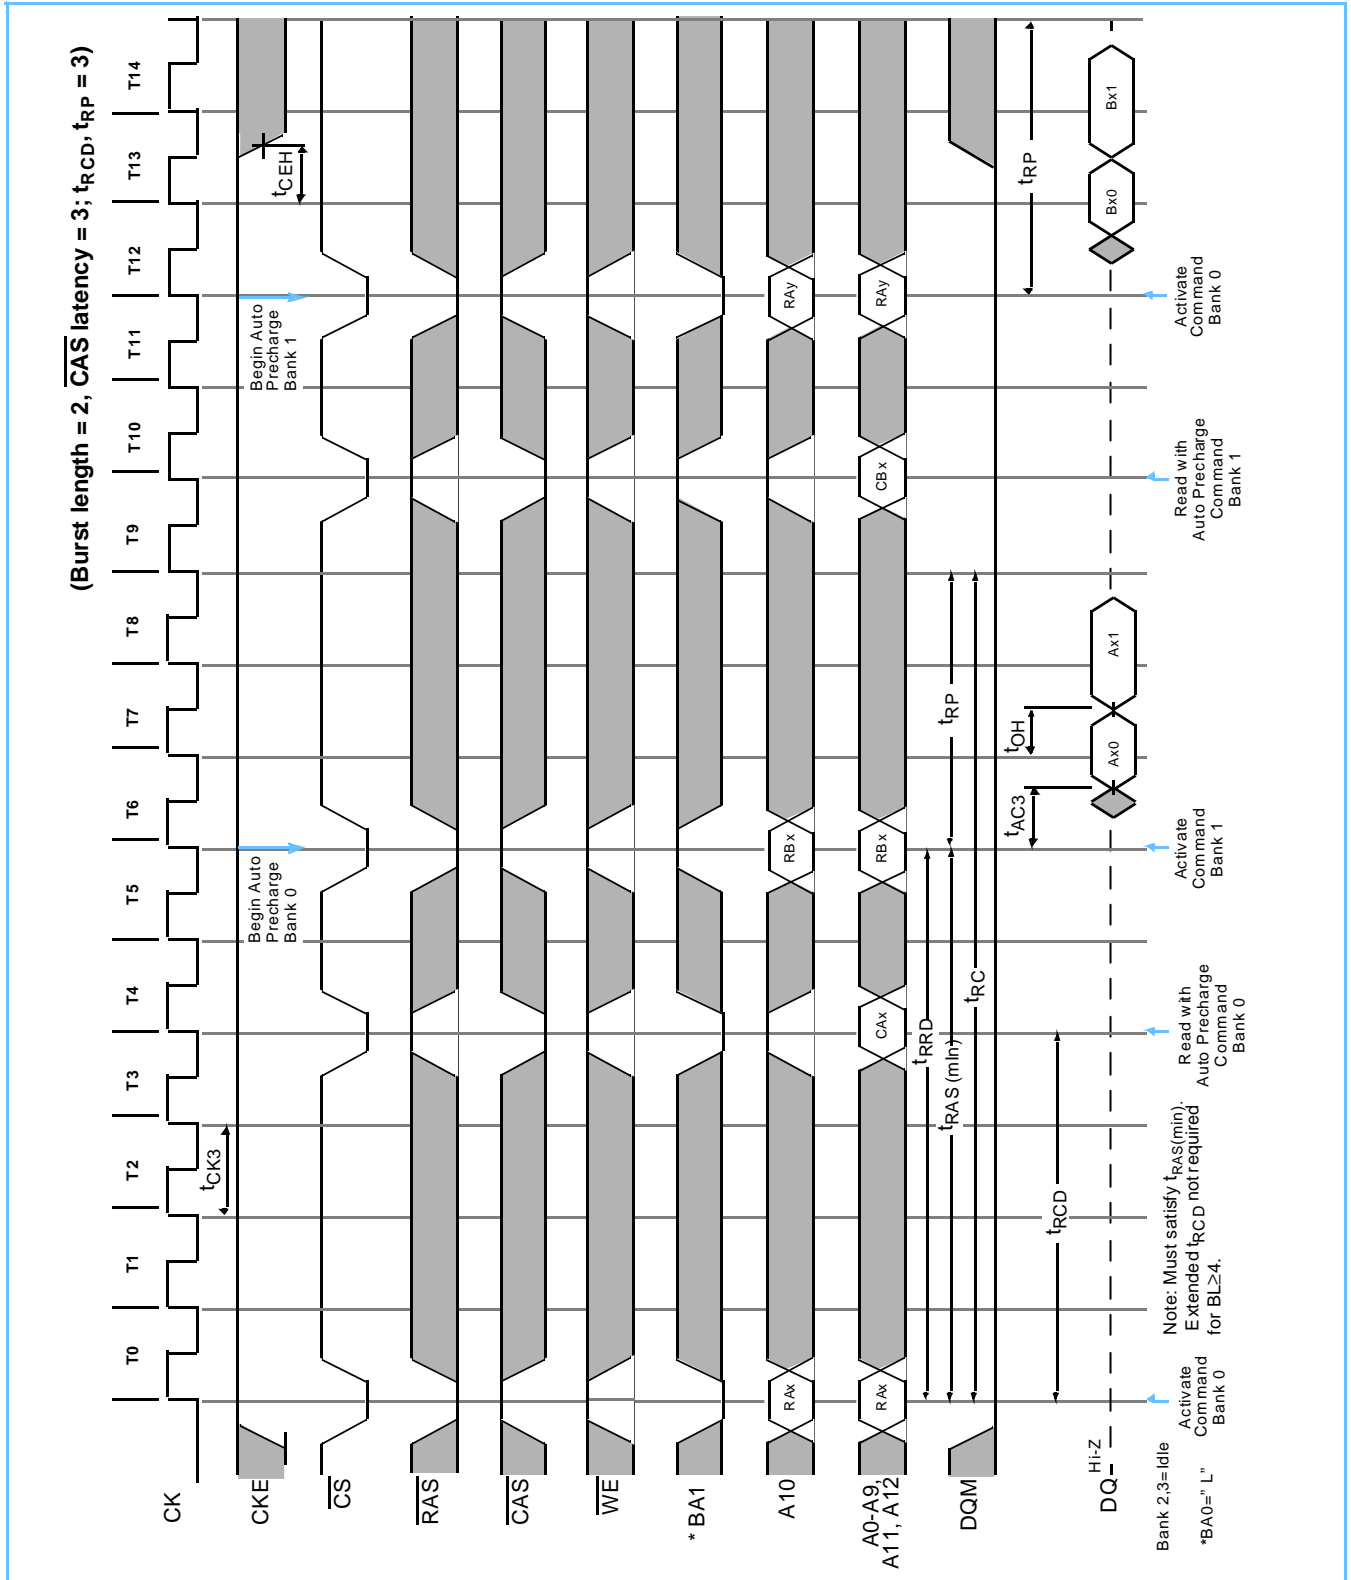 (Burst length = 2, CAS latency = 3; tRCD, tRP = 3)
T0 T1 T2 T3 T4 T5 T6 T7 T8 T9 T10 T11 T12 T13 T14
CK
tCK3
CKE
Begin Auto
Precharge
Bank 0
Begin Auto
Precharge
Bank 1
tCEH
CS
RAS
CAS
WE
* BA1
A10
RAx
RBx
RAy
A0-A9,
A11, A12
RAx
CAx
RBx
CBx
RAy
tRRD
tRAS (mIn)
tRP
tRC
DQM
tRCD
tAC3
tOH
tRP
Hi-Z
DQ
Ax0
Ax1
Bx0
Bx1
Bank 2,3=Idle
*BA0=" L"
Activate
Command
Bank 0
Note: Must satisfy tRAS(min).
Extended tRCD not required
for BL≥4.
Read with
Auto Precharge
Command
Bank 0
Activate
Command
Bank 1
Read with
Auto Precharge
Command
Bank 1
Activate
Command
Bank 0